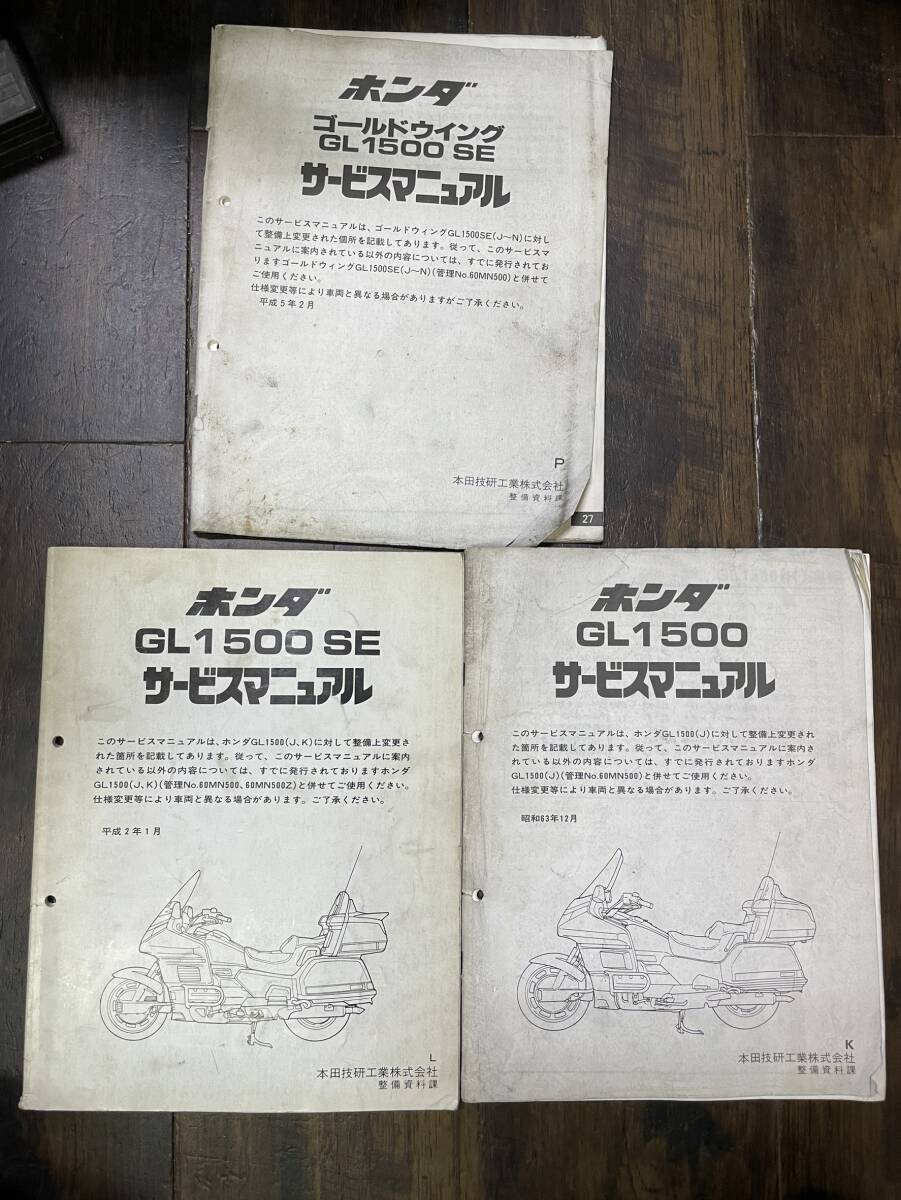 ホンダ
ゴールドウイング
GL1500 SE
サービスマニュアル
このサービスマニュアルは、ゴールドウィングGL1500SE(J〜N)に対し
て整備上変更された個所を記載してあります。従って、このサービスマ
ニュアルに案内されている以外の内容については、すでに発行されてお
りますゴールドウィングGL1500SE(J〜N)(管理No.60MN500)と併せて
ご使用ください。
仕様変更等により車両と異なる場合がありますがご了承ください。
平成5年2月
P
本田技研工業株式会社
整備資料課
27
ホンダ
GL1500 SE
サービスマニュアル
このサービスマニュアルは、ホンダGL1500(J、K)に対して整備上変更さ
れた箇所を記載してあります。従って、このサービスマニュアルに案内
されている以外の内容については、すでに発行されておりますホンダ
GL1500(J、K)(管理No.60MN500、60MN500Z)と併せてご使用ください。
仕様変更等により車両と異なる場合があります。ご了承ください。
平成2年1月
L
本田技研工業株式会社
整備資料課
ホンダ
GL1500
サービスマニュアル
このサービスマニュアルは、ホンダGL1500(J)に対して整備上変更され
た箇所を記載してあります。従って、このサービスマニュアルに案内さ
れている以外の内容については、すでに発行されておりますホンダ
GL1500(J)(管理No.60MN500)と併せてご使用ください。
仕様変更等により車両と異なる場合があります。ご了承ください。
昭和63年12月
K
本田技研工業株式会社
整備資料課